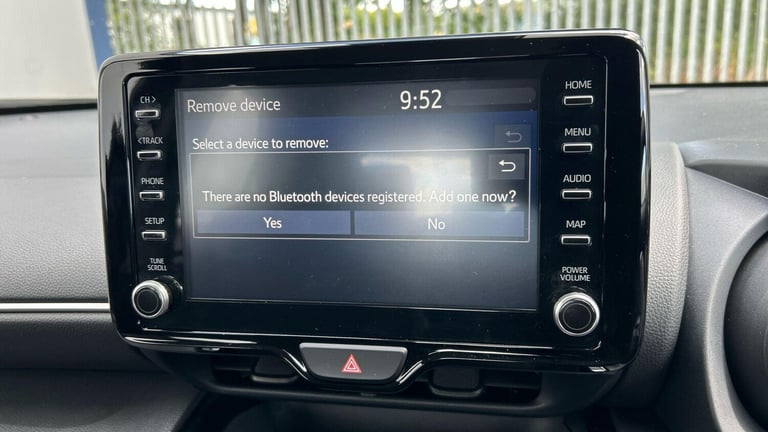 CH >
< TRACK
PHONE
SETUP
TUNE
SCROLL
Remove device 9:52
Select a device to remove:
There are no Bluetooth devices registered. Add one now?
Yes No
HOME
MENU
AUDIO
MAP
POWER
VOLUME